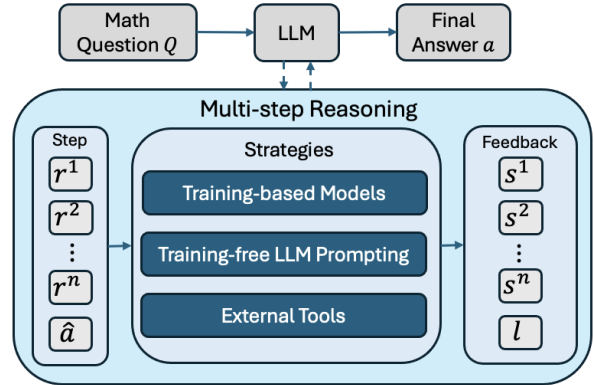 Math
Question Q
LLM
Final
Answer a
Multi-step Reasoning
Step
r¹
r²
⋮
rⁿ
â
Strategies
Training-based Models
Training-free LLM Prompting
External Tools
Feedback
s¹
s²
⋮
sⁿ
l